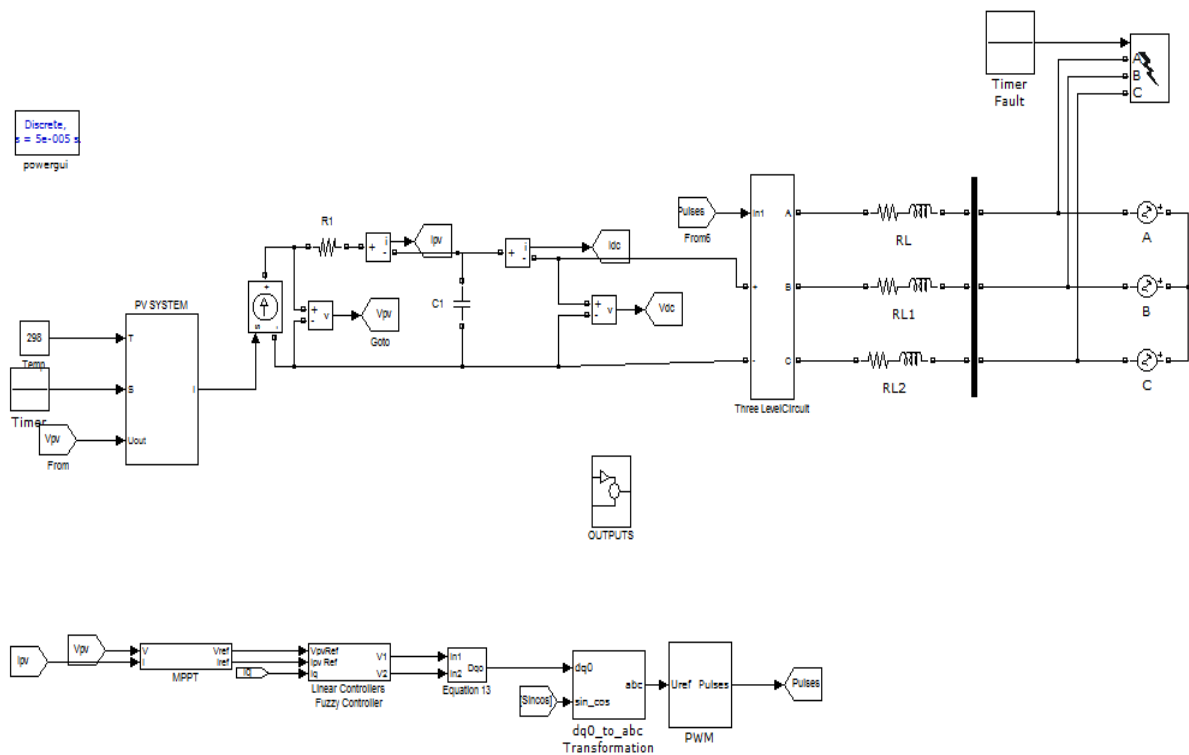 Timer
Fault
A
B
C
Discrete,
s = 5e-005 s.
powergui
R1
+
-
i
Ipv
+
-
i
Idc
Pulses
From6
In1
A
RL
A
C1
+
-
v
Vpv
Goto
+
-
v
Vdc
+
B
RL1
B
PV SYSTEM
298
Temp
T
S
I
Timer
Vpv
From
Uout
-
C
RL2
C
Three LevelCIrcuit
OUTPUTS
Ipv
Vpv
V
I
Vref
Iref
MPPT
Iq
VpvRef
Ipv Ref
Iq
V1
V2
Linear Controllers
Fuzzy Controller
In1
In2
Dqo
Equation 13
[Sincos]
dq0
sin_cos
abc
dq0_to_abc
Transformation
Uref
Pulses
PWM
Pulses